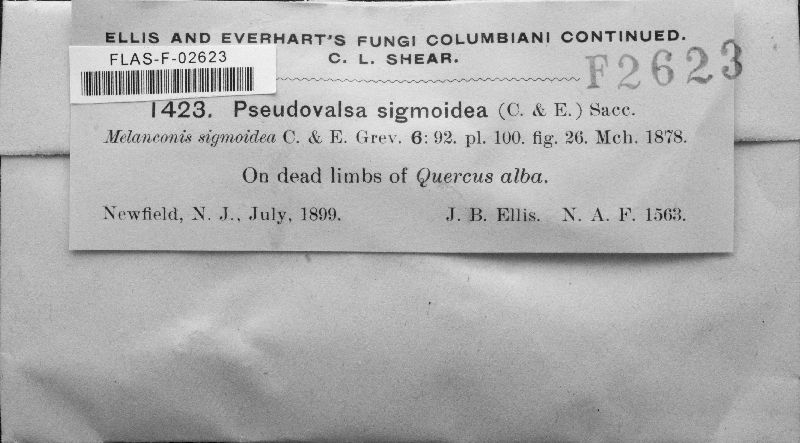 ELLIS AND EVERHART'S FUNGI COLUMBIANI CONTINUED.
C. L. SHEAR.
FLAS-F-02623
F2623
1423. Pseudovalsa sigmoidea (C. & E.) Sacc.
Melanconis sigmoidea C. & E. Grev. 6: 92. pl. 100. fig. 26. Mch. 1878.
On dead limbs of Quercus alba.
Newfield, N. J., July, 1899. J. B. Ellis. N. A. F. 1563.